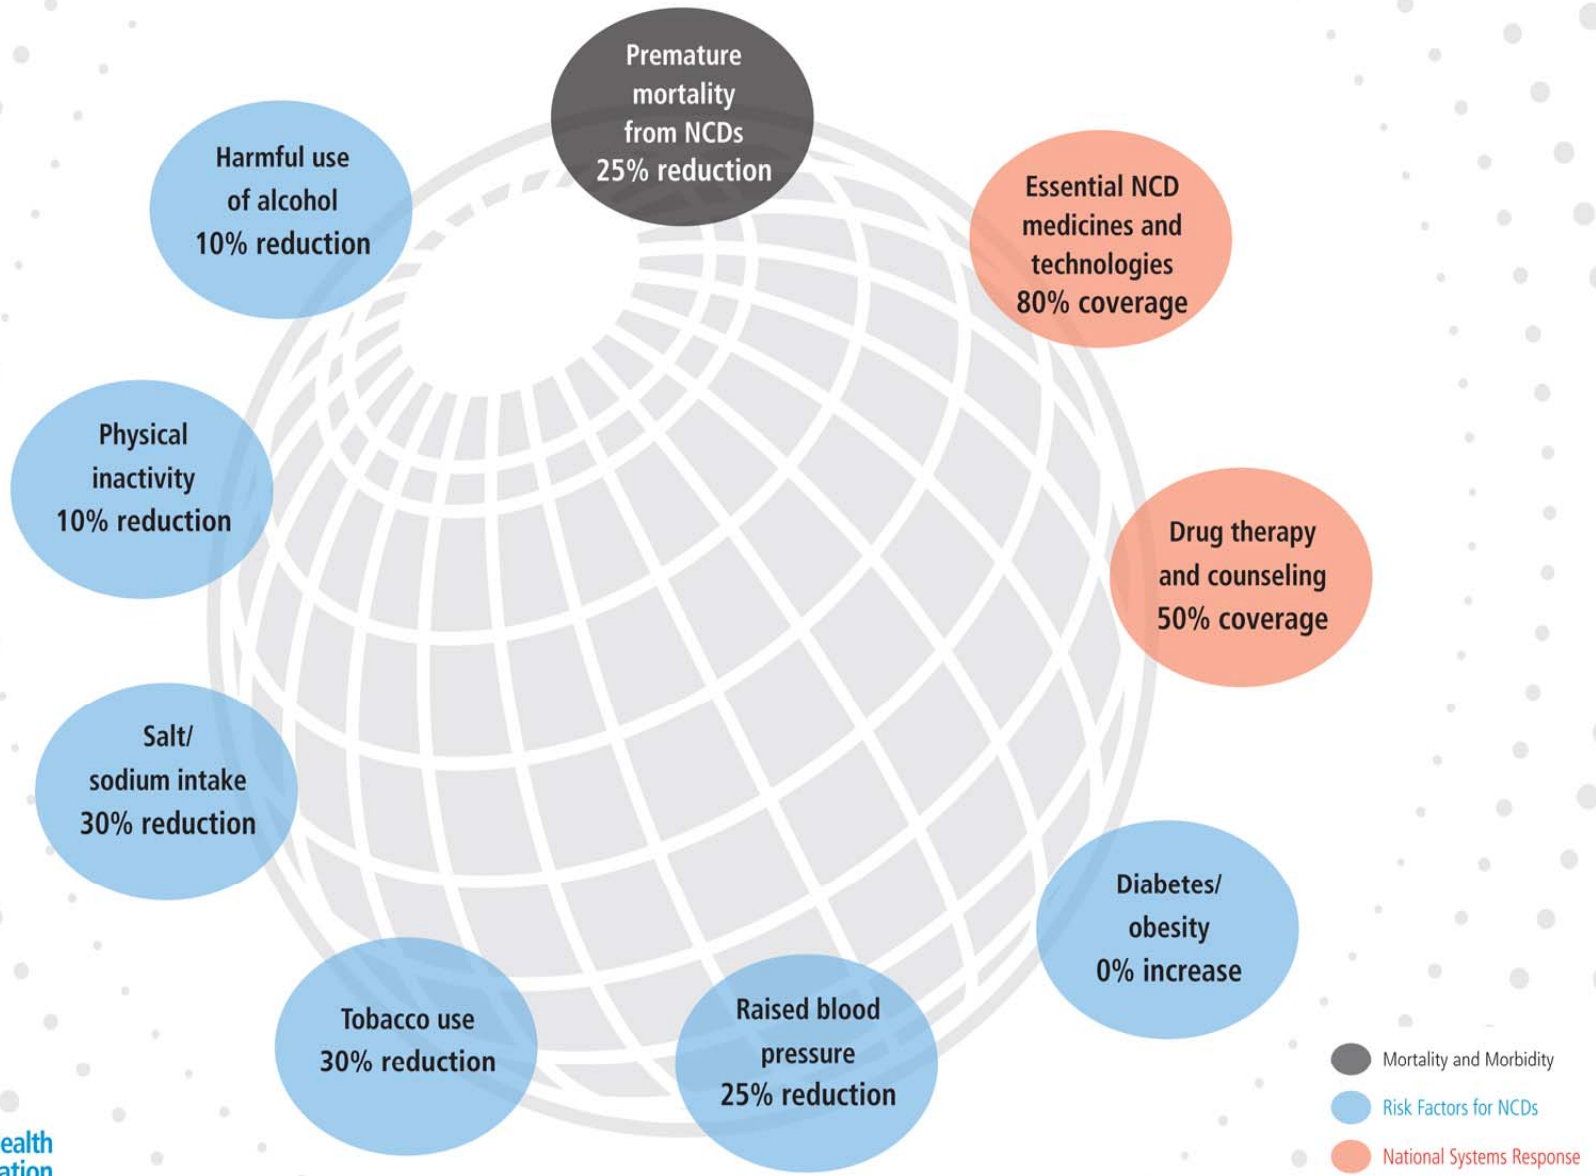 Premature
mortality
from NCDs
25% reduction
Harmful use
of alcohol
10% reduction
Essential NCD
medicines and
technologies
80% coverage
Physical
inactivity
10% reduction
Drug therapy
and counseling
50% coverage
Salt/
sodium intake
30% reduction
Diabetes/
obesity
0% increase
Tobacco use
30% reduction
Raised blood
pressure
25% reduction
Mortality and Morbidity
Risk Factors for NCDs
National Systems Response